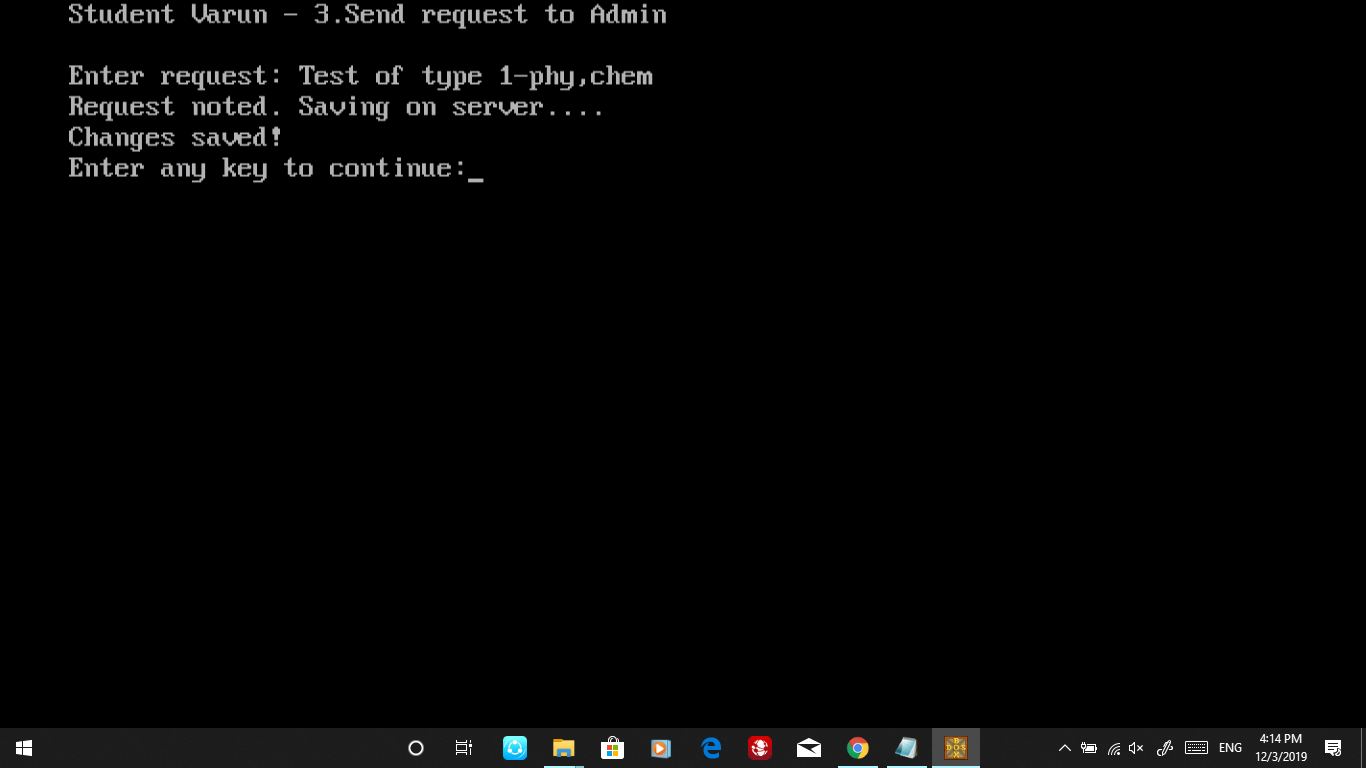 Student Varun - 3.Send request to Admin
Enter request: Test of type 1-phy,chem
Request noted. Saving on server....
Changes saved!
Enter any key to continue:_
ENG
4:14 PM
12/3/2019